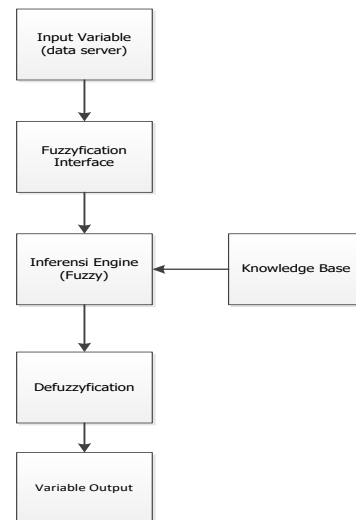 Input Variable
(data server)
Fuzzyfication
Interface
Inferensi Engine
(Fuzzy)
Knowledge Base
Defuzzyfication
Variable Output